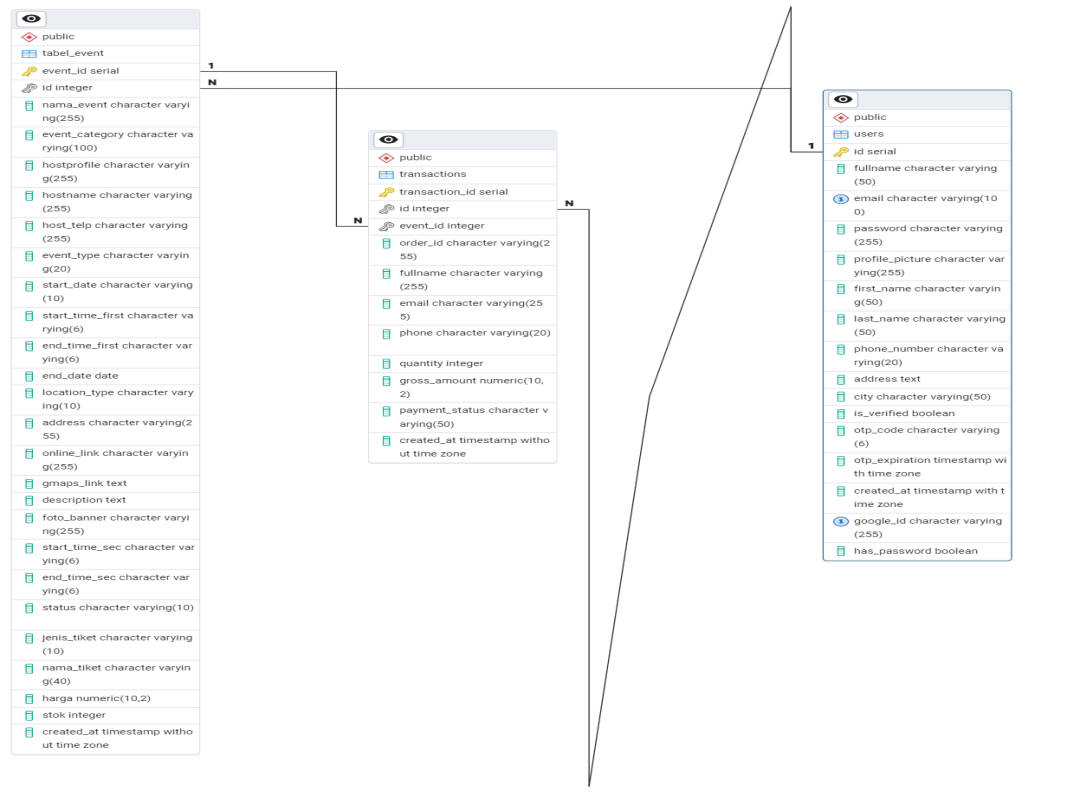 public
tabel_event
event_id serial
id integer
nama_event character varyi
ng(255)
event_category character va
rying(100)
hostprofile character varyin
g(255)
hostname character varying
(255)
host_telp character varying
(255)
event_type character varyin
g(20)
start_date character varying
(10)
start_time_first character va
rying(6)
end_time_first character var
ying(6)
end_date date
location_type character vary
ing(10)
address character varying(2
55)
online_link character varyin
g(255)
gmaps_link text
description text
foto_banner character varyi
ng(255)
start_time_sec character var
ying(6)
end_time_sec character var
ying(6)
status character varying(10)
jenis_tiket character varying
(10)
nama_tiket character varyin
g(40)
harga numeric(10,2)
stok integer
created_at timestamp witho
ut time zone
1
N
N
public
transactions
transaction_id serial
id integer
event_id integer
order_id character varying(2
55)
fullname character varying
(255)
email character varying(25
5)
phone character varying(20)
quantity integer
gross_amount numeric(10,
2)
payment_status character v
arying(50)
created_at timestamp witho
ut time zone
N
1
public
users
id serial
fullname character varying
(50)
email character varying(10
0)
password character varying
(255)
profile_picture character var
ying(255)
first_name character varyin
g(50)
last_name character varying
(50)
phone_number character va
rying(20)
address text
city character varying(50)
is_verified boolean
otp_code character varying
(6)
otp_expiration timestamp wi
th time zone
created_at timestamp with t
ime zone
google_id character varying
(255)
has_password boolean